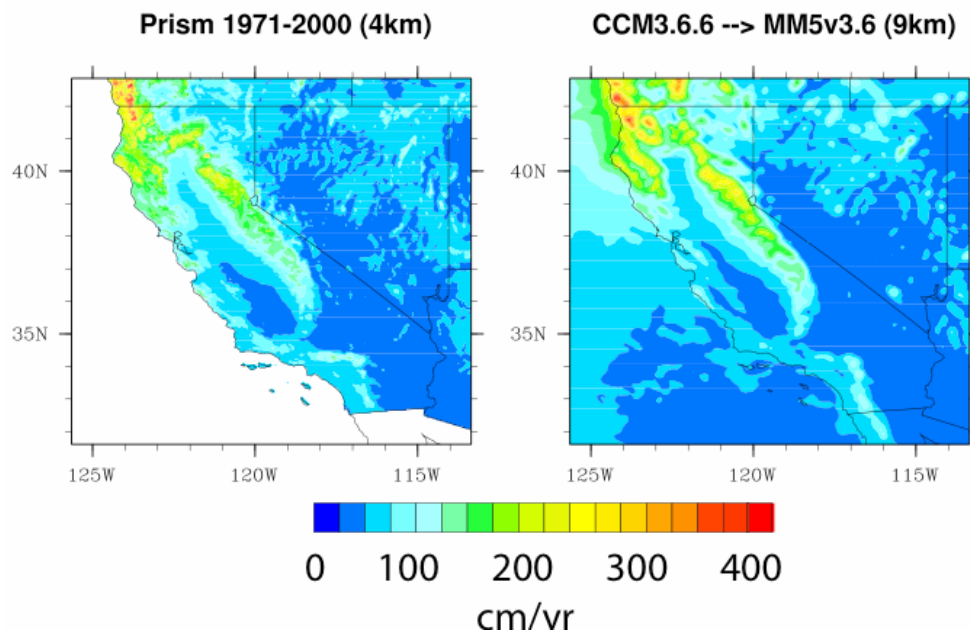 Prism 1971-2000 (4km)
CCM3.6.6 --> MM5v3.6 (9km)
40N
35N
125W 120W 115W
40N
35N
125W 120W 115W
0 100 200 300 400
cm/yr